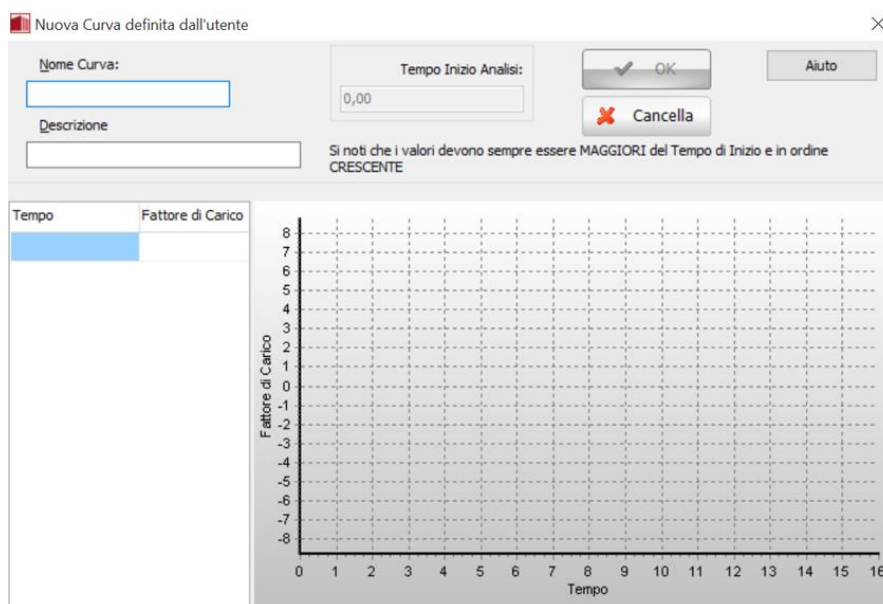 Nuova Curva definita dall'utente
Nome Curva:
Tempo Inizio Analisi:
OK
Aiuto
0,00
Cancella
Descrizione
Si noti che i valori devono sempre essere MAGGIORI del Tempo di Inizio e in ordine
CRESCENTE
Tempo Fattore di Carico
8
7
6
5
4
3
2
1
0
-1
-2
-3
-4
-5
-6
-7
-8
Fattore di Carico
0 1 2 3 4 5 6 7 8 9 10 11 12 13 14 15 16
Tempo